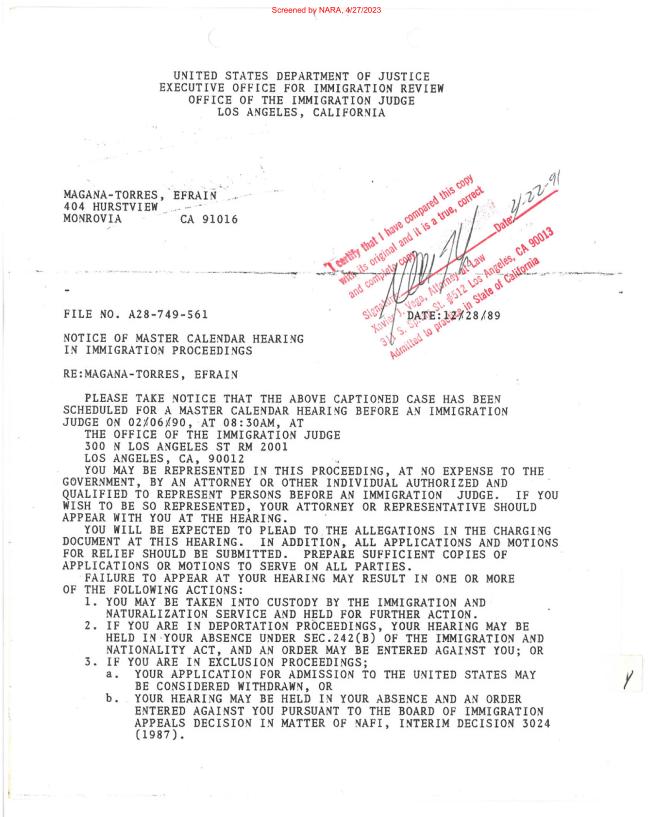 Screened by NARA, 4/27/2023
UNITED STATES DEPARTMENT OF JUSTICE
EXECUTIVE OFFICE FOR IMMIGRATION REVIEW
OFFICE OF THE IMMIGRATION JUDGE
LOS ANGELES, CALIFORNIA
MAGANA-TORRES, EFRAIN
404 HURSTVIEW
MONROVIA CA 91016
"I certify that I have compared this copy
with its original and it is a true, correct
and complete copy.
Date: 4-22-91
Xavier J. Vega, Attorney at Law
S. Spring St. #512 Los Angeles, CA 90013
Admitted to practice in State of California
FILE NO. A28-749-561 DATE:12/28/89
NOTICE OF MASTER CALENDAR HEARING
IN IMMIGRATION PROCEEDINGS
RE:MAGANA-TORRES, EFRAIN
PLEASE TAKE NOTICE THAT THE ABOVE CAPTIONED CASE HAS BEEN
SCHEDULED FOR A MASTER CALENDAR HEARING BEFORE AN IMMIGRATION
JUDGE ON 02/06/90, AT 08:30AM, AT
THE OFFICE OF THE IMMIGRATION JUDGE
300 N LOS ANGELES ST RM 2001
LOS ANGELES, CA, 90012
YOU MAY BE REPRESENTED IN THIS PROCEEDING, AT NO EXPENSE TO THE
GOVERNMENT, BY AN ATTORNEY OR OTHER INDIVIDUAL AUTHORIZED AND
QUALIFIED TO REPRESENT PERSONS BEFORE AN IMMIGRATION JUDGE. IF YOU
WISH TO BE SO REPRESENTED, YOUR ATTORNEY OR REPRESENTATIVE SHOULD
APPEAR WITH YOU AT THE HEARING.
YOU WILL BE EXPECTED TO PLEAD TO THE ALLEGATIONS IN THE CHARGING
DOCUMENT AT THIS HEARING. IN ADDITION, ALL APPLICATIONS AND MOTIONS
FOR RELIEF SHOULD BE SUBMITTED. PREPARE SUFFICIENT COPIES OF
APPLICATIONS OR MOTIONS TO SERVE ON ALL PARTIES.
FAILURE TO APPEAR AT YOUR HEARING MAY RESULT IN ONE OR MORE
OF THE FOLLOWING ACTIONS:
1. YOU MAY BE TAKEN INTO CUSTODY BY THE IMMIGRATION AND
NATURALIZATION SERVICE AND HELD FOR FURTHER ACTION.
2. IF YOU ARE IN DEPORTATION PROCEEDINGS, YOUR HEARING MAY BE
HELD IN YOUR ABSENCE UNDER SEC.242(B) OF THE IMMIGRATION AND
NATIONALITY ACT, AND AN ORDER MAY BE ENTERED AGAINST YOU; OR
3. IF YOU ARE IN EXCLUSION PROCEEDINGS;
a. YOUR APPLICATION FOR ADMISSION TO THE UNITED STATES MAY
BE CONSIDERED WITHDRAWN, OR
b. YOUR HEARING MAY BE HELD IN YOUR ABSENCE AND AN ORDER
ENTERED AGAINST YOU PURSUANT TO THE BOARD OF IMMIGRATION
APPEALS DECISION IN MATTER OF NAFI, INTERIM DECISION 3024
(1987).